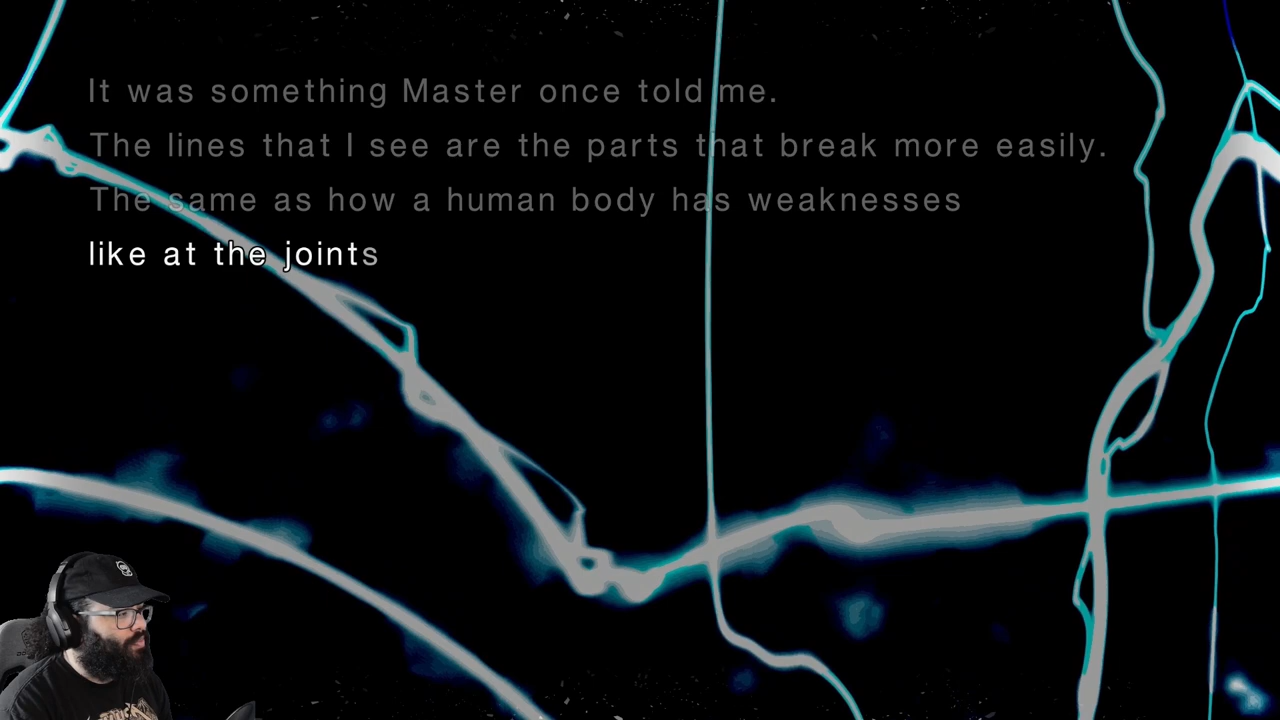 It was something Master once told me.
The lines that I see are the parts that break more easily.
The same as how a human body has weaknesses
like at the joints